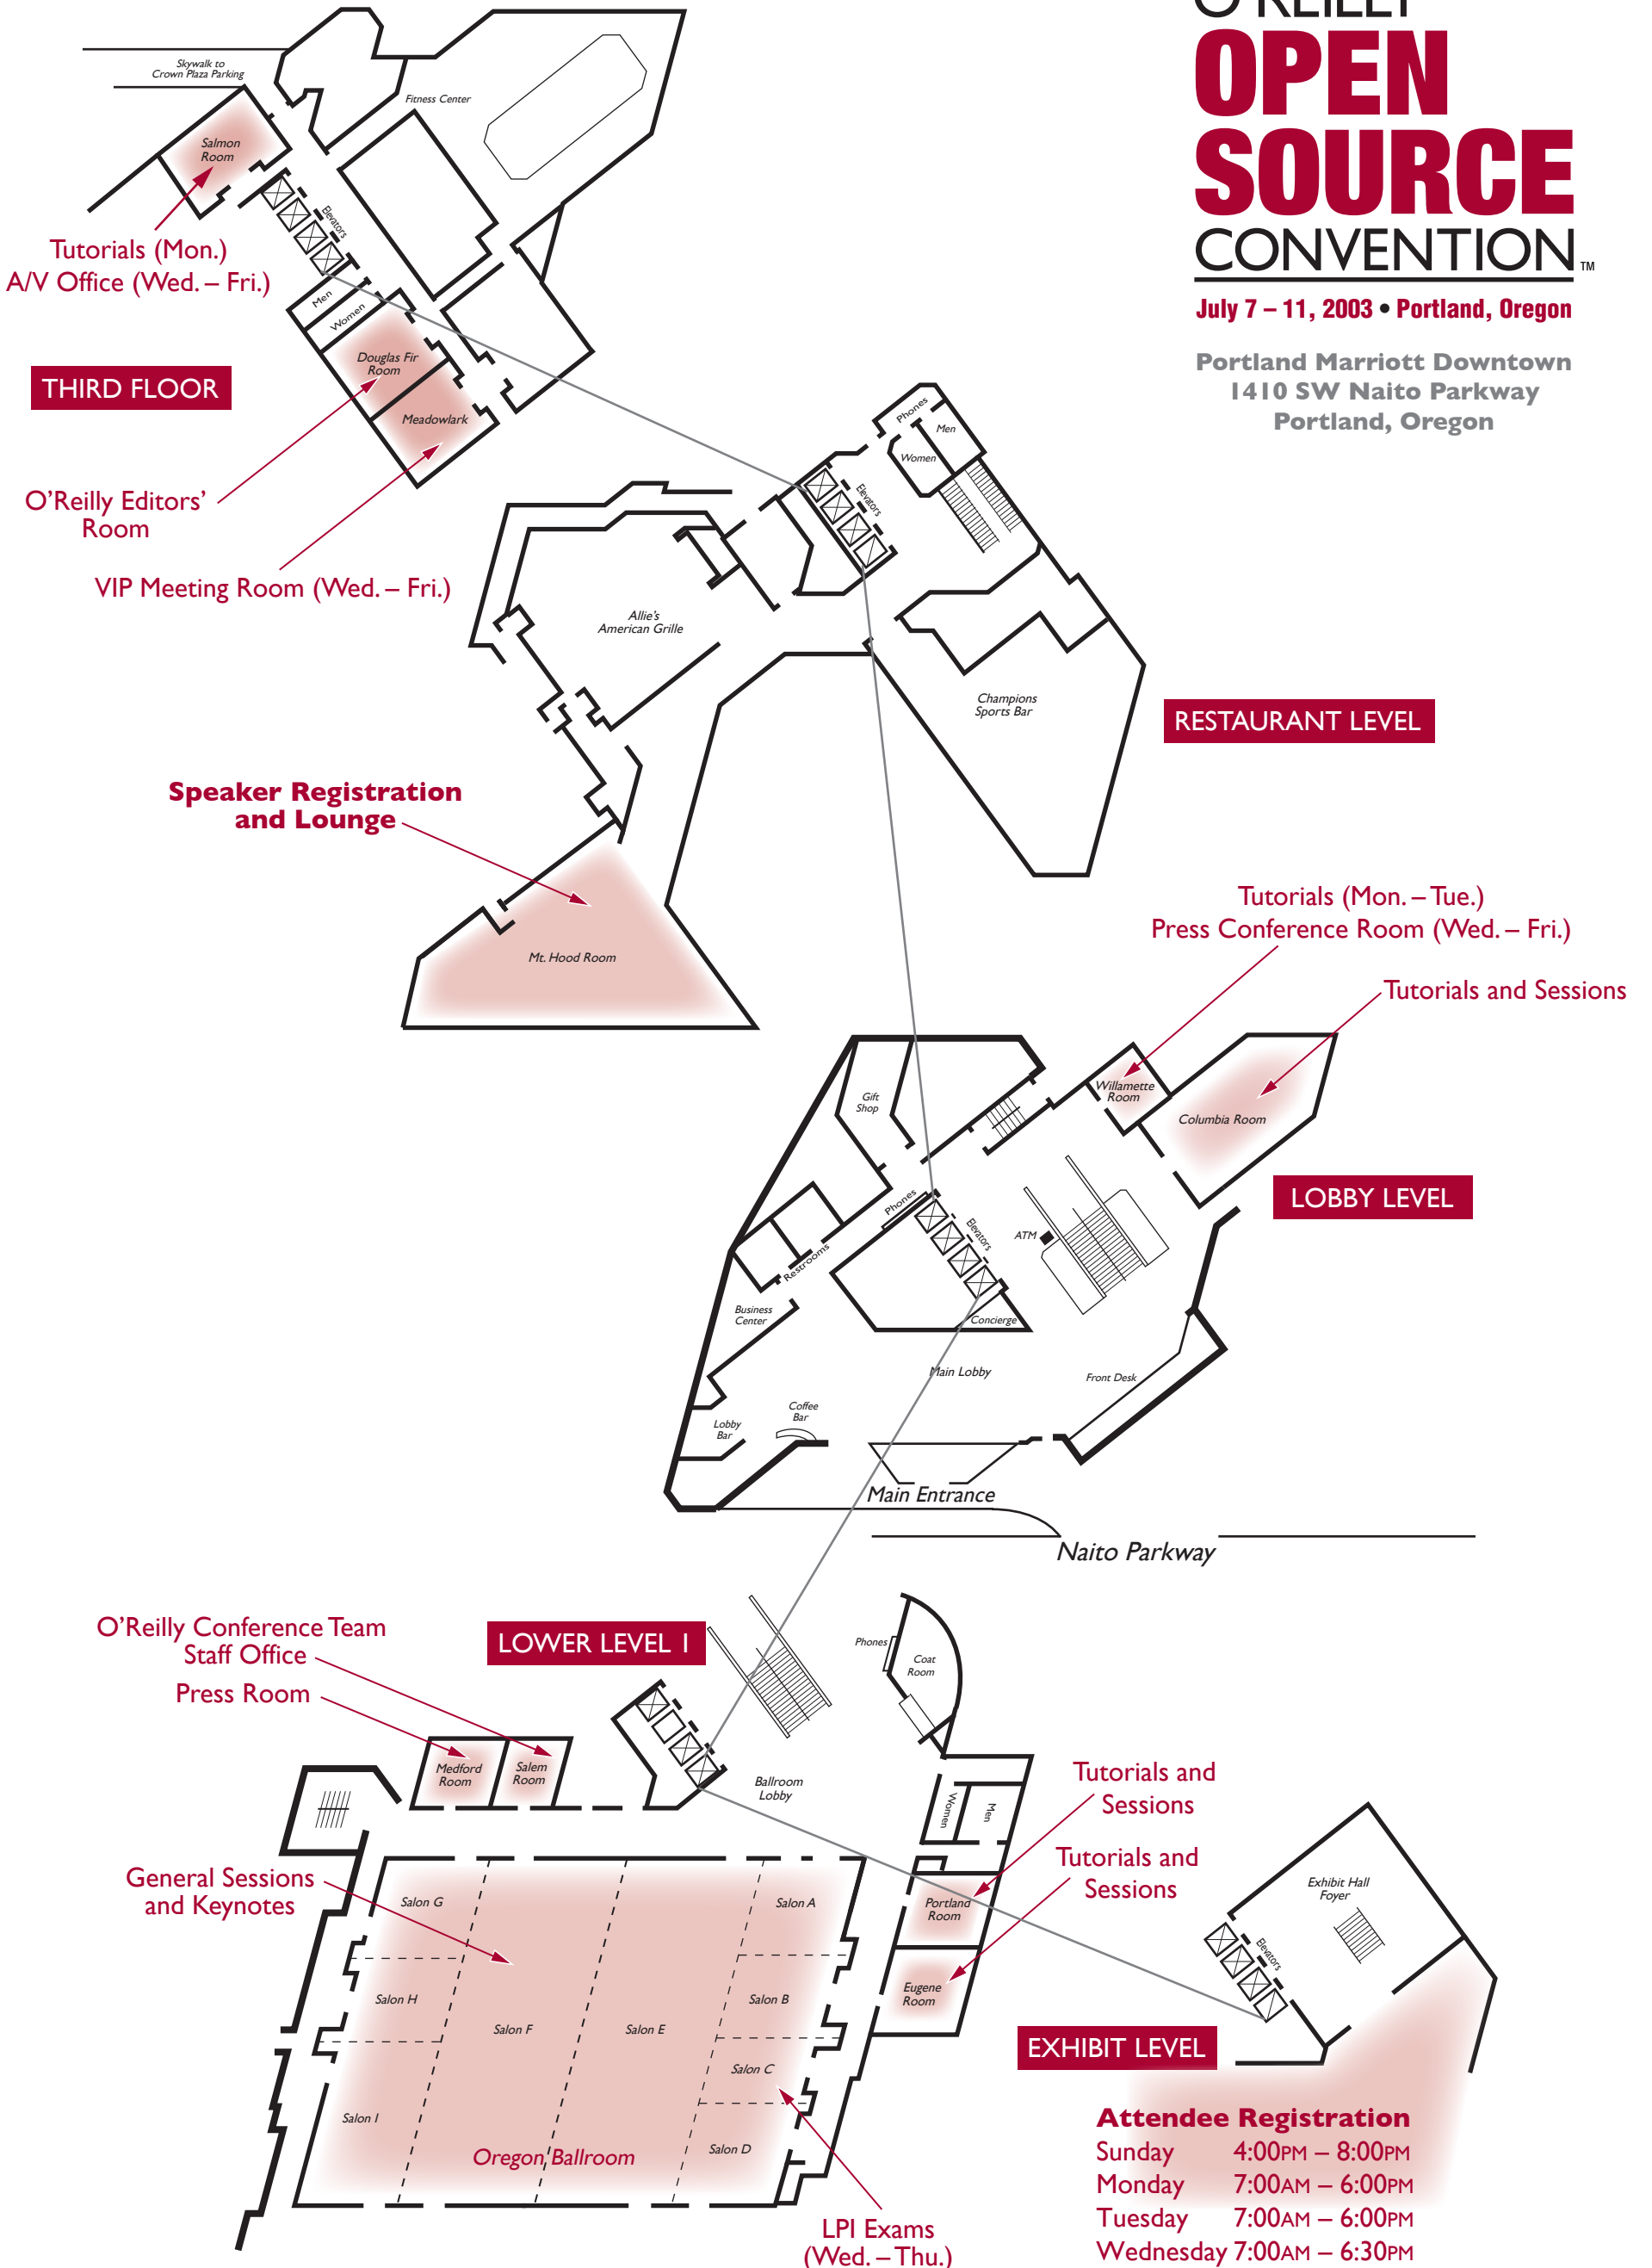 O'REILLY
OPEN
SOURCE
CONVENTION™
July 7 – 11, 2003 • Portland, Oregon
Portland Marriott Downtown
1410 SW Naito Parkway
Portland, Oregon
Skywalk to
Crown Plaza Parking
Fitness Center
Salmon
Room
Elevators
Tutorials (Mon.)
A/V Office (Wed. – Fri.)
Men
Women
Douglas Fir
Room
Meadowlark
THIRD FLOOR
O'Reilly Editors'
Room
VIP Meeting Room (Wed. – Fri.)
Phones
Men
Women
Elevators
Allie's
American Grille
Champions
Sports Bar
RESTAURANT LEVEL
Speaker Registration
and Lounge
Mt. Hood Room
Tutorials (Mon. – Tue.)
Press Conference Room (Wed. – Fri.)
Tutorials and Sessions
Gift
Shop
Willamette
Room
Columbia Room
LOBBY LEVEL
Phones
Elevators
ATM
Restrooms
Business
Center
Concierge
Main Lobby
Front Desk
Coffee
Bar
Lobby
Bar
Main Entrance
Naito Parkway
O'Reilly Conference Team
Staff Office
Press Room
LOWER LEVEL 1
Phones
Coat
Room
Medford
Room
Salem
Room
Ballroom
Lobby
Women
Men
Tutorials and
Sessions
Tutorials and
Sessions
General Sessions
and Keynotes
Salon G
Salon A
Portland
Room
Exhibit Hall
Foyer
Elevators
Salon H
Salon B
Eugene
Room
Salon F
Salon E
Salon C
Salon I
Salon D
Oregon Ballroom
LPI Exams
(Wed. – Thu.)
EXHIBIT LEVEL
Attendee Registration
Sunday 4:00PM – 8:00PM
Monday 7:00AM – 6:00PM
Tuesday 7:00AM – 6:00PM
Wednesday 7:00AM – 6:30PM